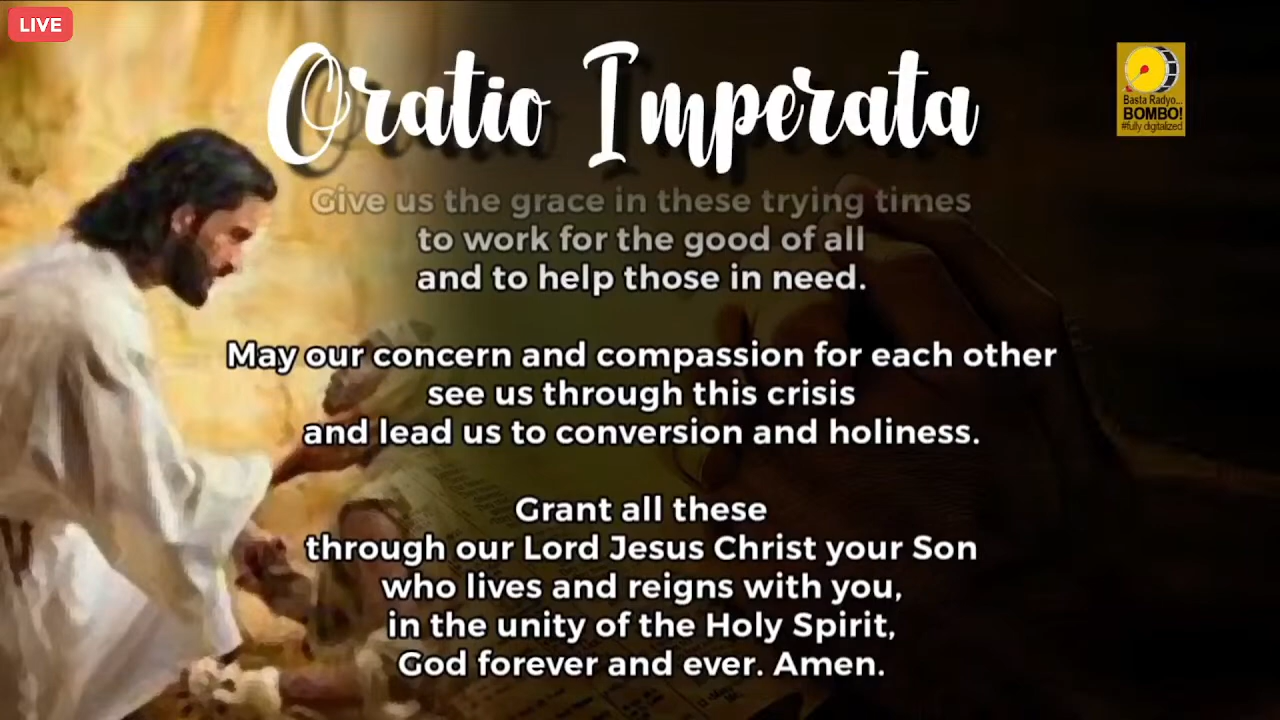 LIVE
Oratio Imperata
Basta Radyo...
BOMBO!
#fully digitalized
Give us the grace in these trying times
to work for the good of all
and to help those in need.
May our concern and compassion for each other
see us through this crisis
and lead us to conversion and holiness.
Grant all these
through our Lord Jesus Christ your Son
who lives and reigns with you,
in the unity of the Holy Spirit,
God forever and ever. Amen.